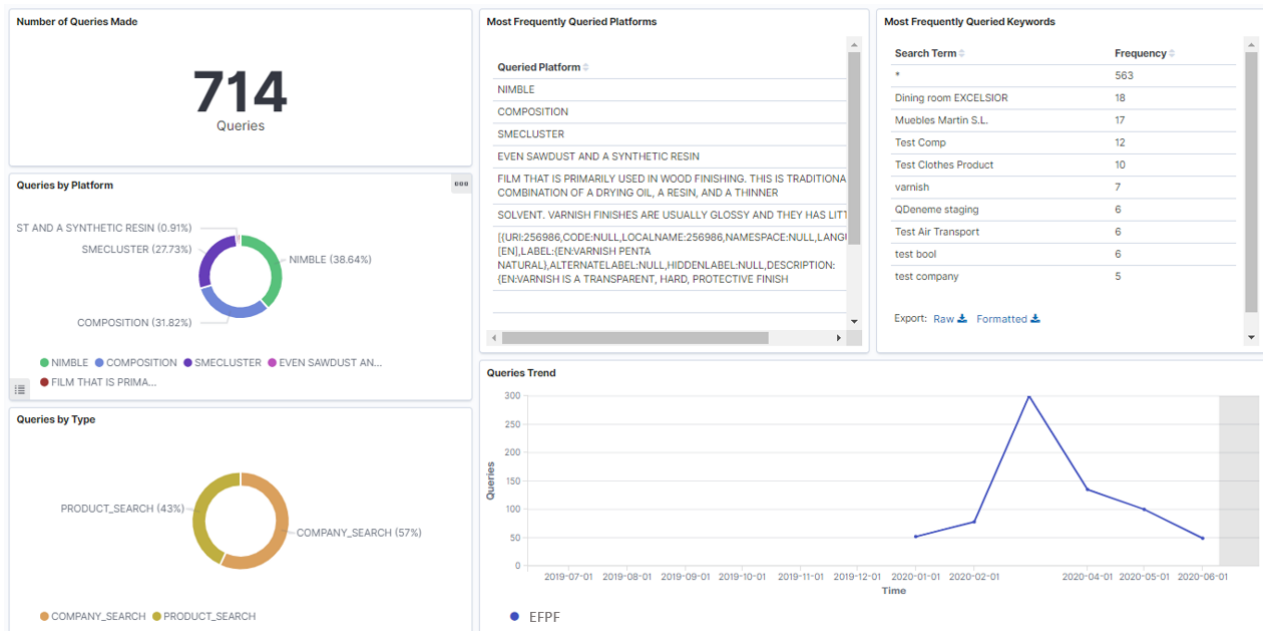 Number of Queries Made
714
Queries
Queries by Platform
ST AND A SYNTHETIC RESIN (0.91%)
SMECLUSTER (27.73%)
NIMBLE (38.64%)
COMPOSITION (31.82%)
NIMBLE COMPOSITION SMECLUSTER EVEN SAWDUST AN...
FILM THAT IS PRIMA...
Queries by Type
PRODUCT_SEARCH (43%)
COMPANY_SEARCH (57%)
COMPANY_SEARCH PRODUCT_SEARCH
Most Frequently Queried Platforms
Queried Platform
NIMBLE
COMPOSITION
SMECLUSTER
EVEN SAWDUST AND A SYNTHETIC RESIN
FILM THAT IS PRIMARILY USED IN WOOD FINISHING. THIS IS TRADITIONA
COMBINATION OF A DRYING OIL, A RESIN, AND A THINNER
SOLVENT. VARNISH FINISHES ARE USUALLY GLOSSY AND THEY HAS LITT
[{URI:256986,CODE:NULL,LOCALNAME:256986,NAMESPACE:NULL,LANGU
[EN],LABEL:{EN:VARNISH PENTA
NATURAL},ALTERNATELABEL:NULL,HIDDENLABEL:NULL,DESCRIPTION:
{EN:VARNISH IS A TRANSPARENT, HARD, PROTECTIVE FINISH
Most Frequently Queried Keywords
Search Term Frequency
* 563
Dining room EXCELSIOR 18
Muebles Martin S.L. 17
Test Comp 12
Test Clothes Product 10
varnish 7
QDeneme staging 6
Test Air Transport 6
test bool 6
test company 5
Export: Raw Formatted
Queries Trend
300
250
200
150
100
50
0
Queries
2019-07-01 2019-08-01 2019-09-01 2019-10-01 2019-11-01 2019-12-01 2020-01-01 2020-02-01 2020-04-01 2020-05-01 2020-06-01
Time
EFPF